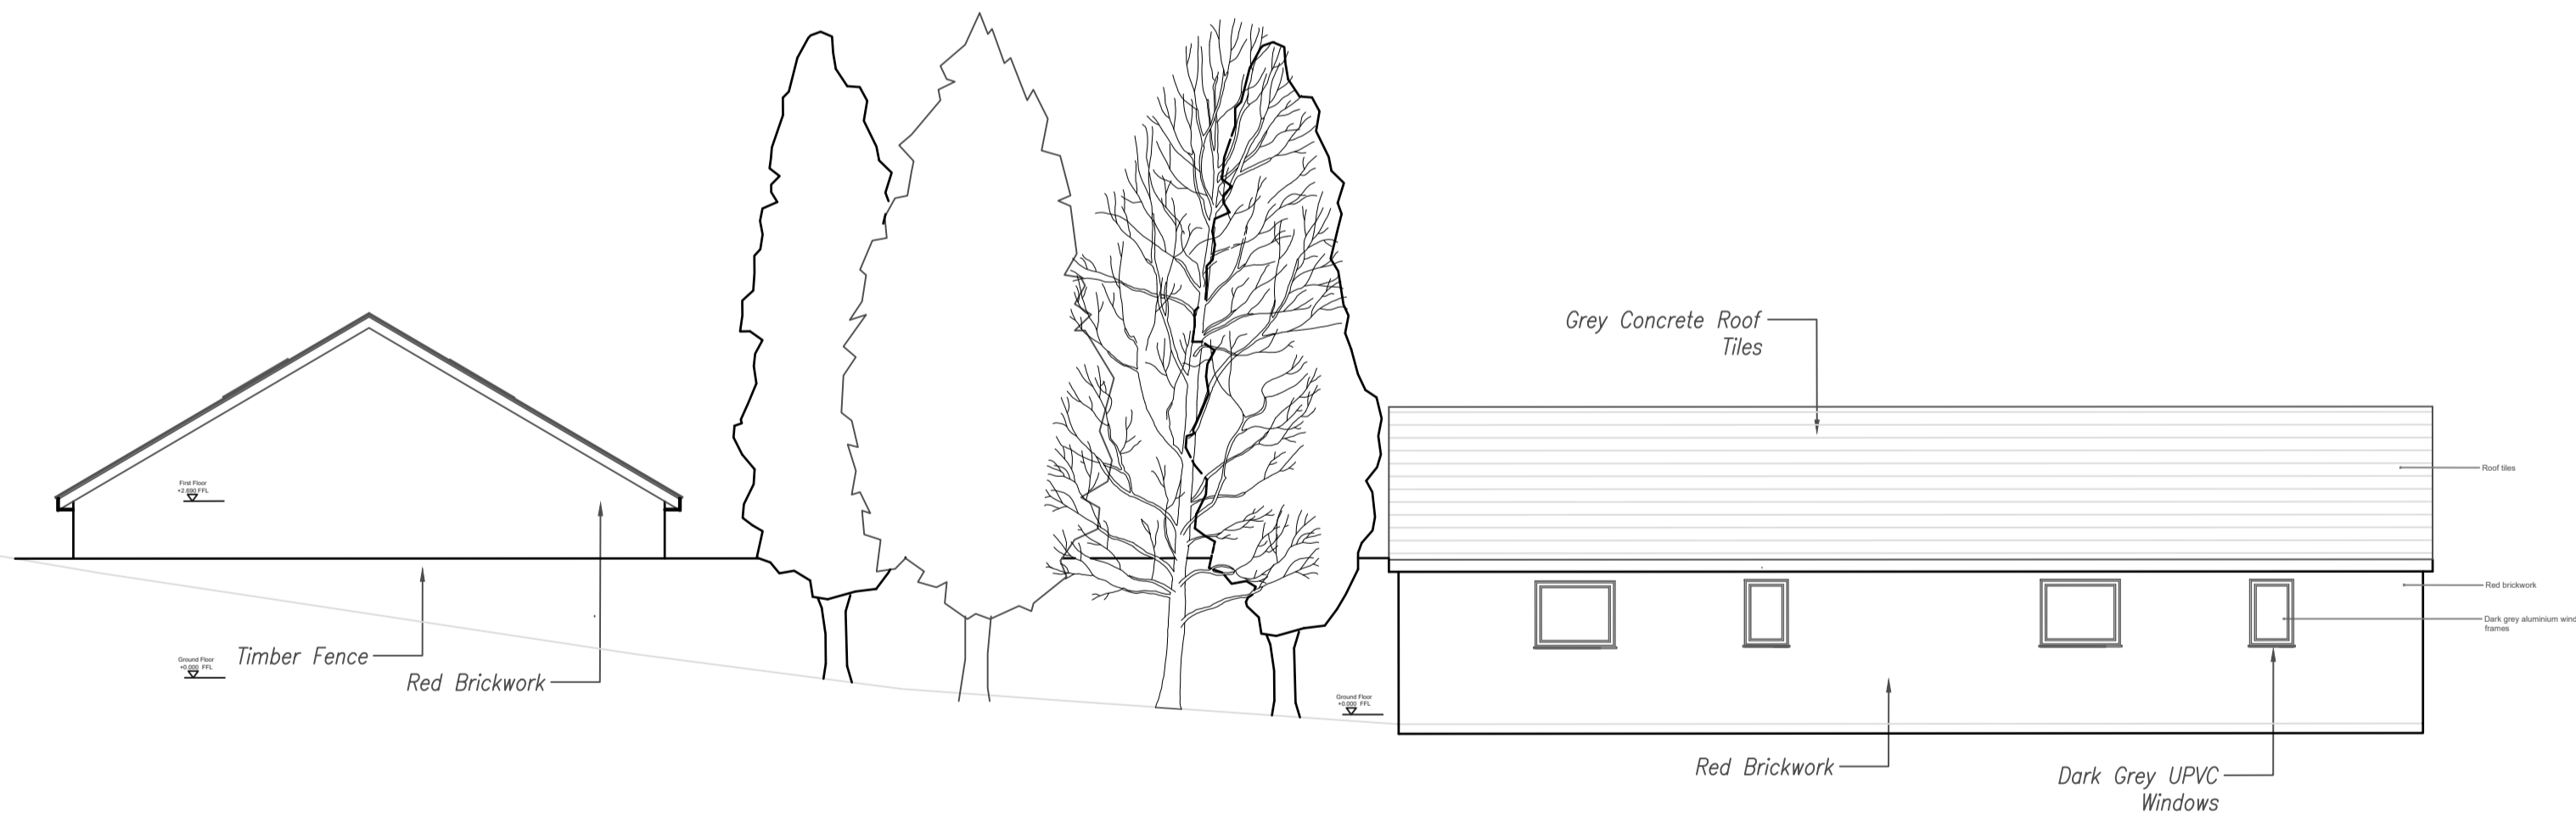 Grey Concrete Roof
Tiles
Roof tiles
First Floor
+2.690 FFL
Red brickwork
Dark grey aluminium wind
frames
Timber Fence
Ground Floor
+0.000 FFL
Red Brickwork
Ground Floor
+0.000 FFL
Red Brickwork
Dark Grey UPVC
Windows